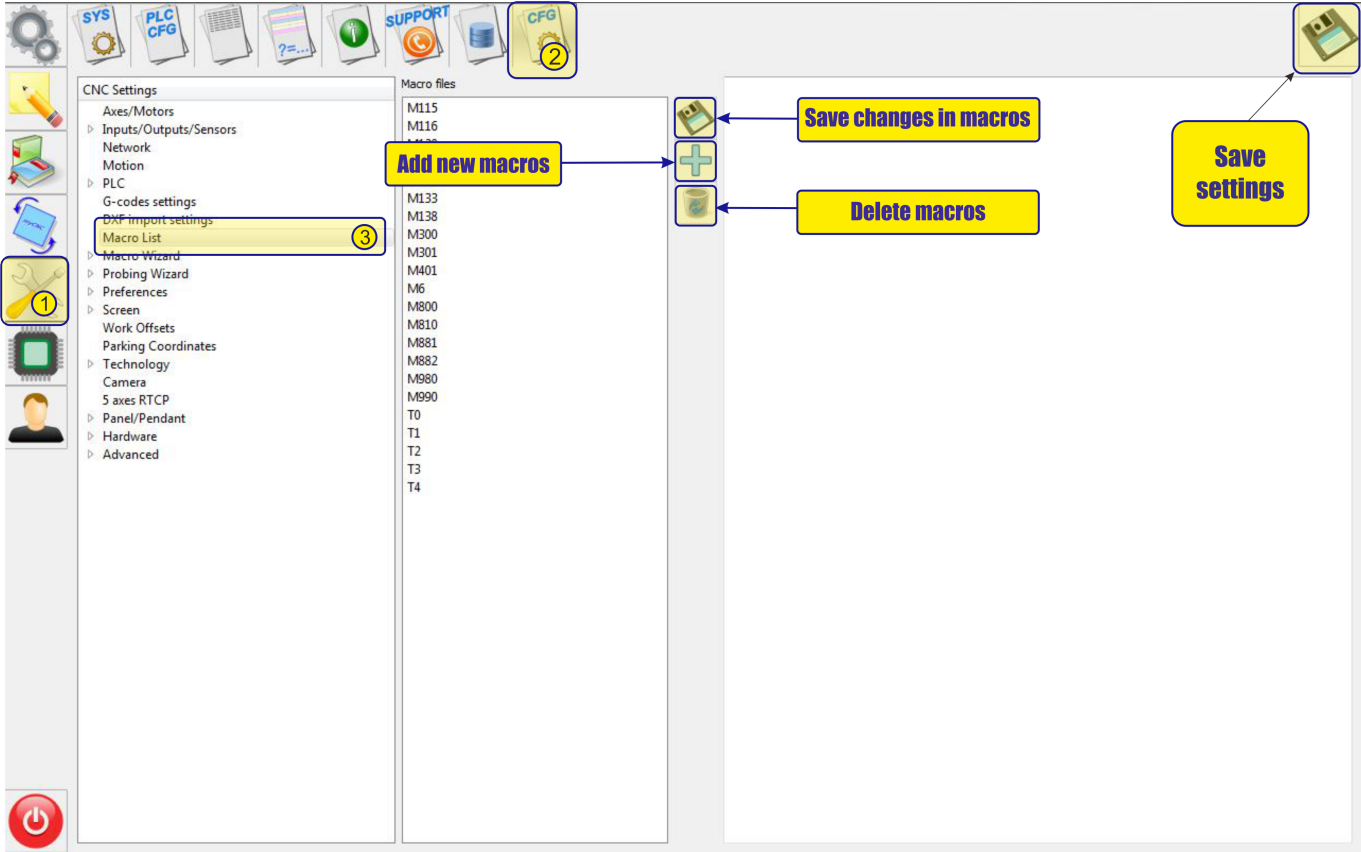 SYS
PLC
CFG
?=...
i
SUPPORT
CFG
2
CNC Settings
Axes/Motors
Inputs/Outputs/Sensors
Network
Motion
PLC
G-codes settings
DXF import settings
Macro List
3
Macro Wizard
Probing Wizard
Preferences
Screen
Work Offsets
Parking Coordinates
Technology
Camera
5 axes RTCP
Panel/Pendant
Hardware
Advanced
1
Macro files
M115
M116
M133
M138
M300
M301
M401
M6
M800
M810
M881
M882
M980
M990
T0
T1
T2
T3
T4
Add new macros
Save changes in macros
Delete macros
Save
settings